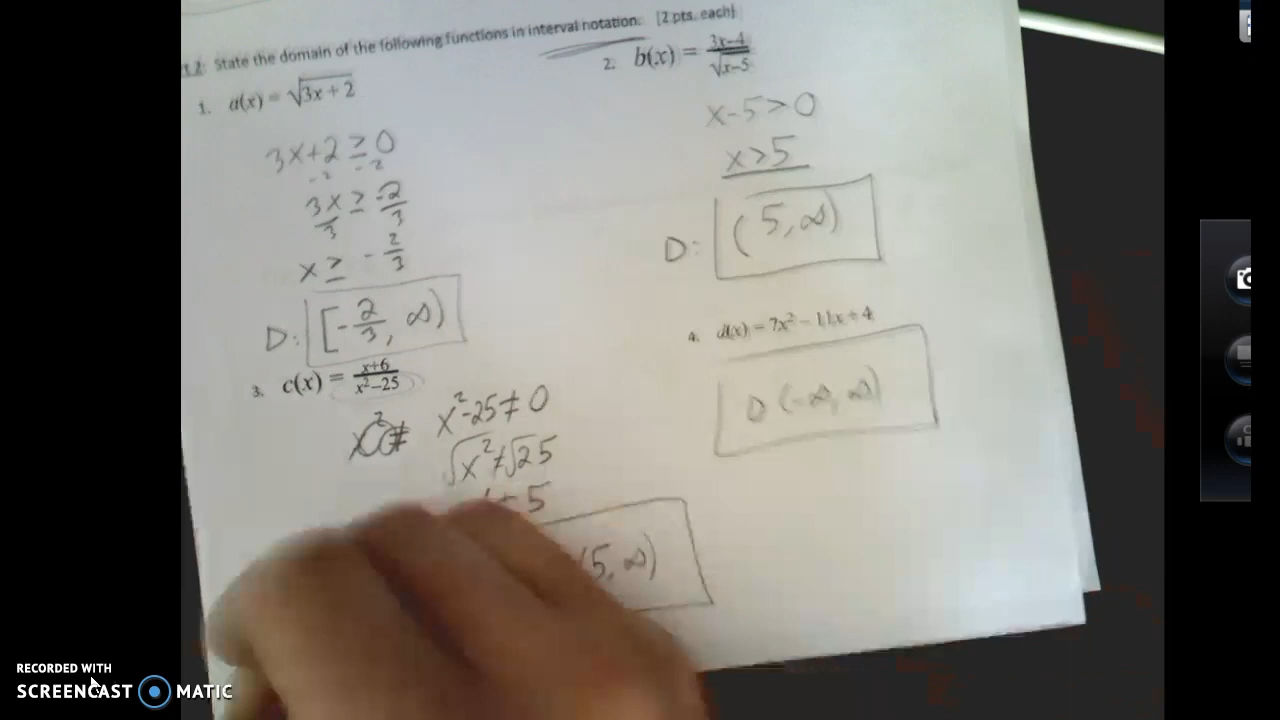 State the domain of the following functions in interval notation. [2 pts. each]
1. a(x) = √3x + 2
3x+2 ≥ 0
-2 -2
3x ≥ -2
3 3
x ≥ - 2/3
D: [-2/3, ∞)
2. b(x) = 3x-4/√x-5
x-5>0
x>5
D: (5,∞)
3. c(x) = x+6/x²-25
x²-25≠0
√x²≠√25
5
(5,∞)
4. d(x) = 7x² - 11x + 4
D (-∞,∞)
RECORDED WITH
SCREENCAST MATIC